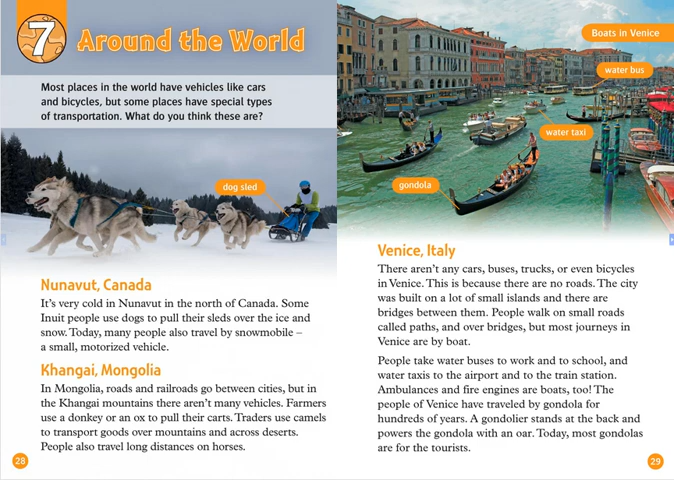 7
Around the World
Most places in the world have vehicles like cars
and bicycles, but some places have special types
of transportation. What do you think these are?
dog sled
Nunavut, Canada
It's very cold in Nunavut in the north of Canada. Some
Inuit people use dogs to pull their sleds over the ice and
snow. Today, many people also travel by snowmobile –
a small, motorized vehicle.
Khangai, Mongolia
In Mongolia, roads and railroads go between cities, but in
the Khangai mountains there aren't many vehicles. Farmers
use a donkey or an ox to pull their carts. Traders use camels
to transport goods over mountains and across deserts.
People also travel long distances on horses.
28
Boats in Venice
water bus
water taxi
gondola
Venice, Italy
There aren't any cars, buses, trucks, or even bicycles
in Venice. This is because there are no roads. The city
was built on a lot of small islands and there are
bridges between them. People walk on small roads
called paths, and over bridges, but most journeys in
Venice are by boat.
People take water buses to work and to school, and
water taxis to the airport and to the train station.
Ambulances and fire engines are boats, too! The
people of Venice have traveled by gondola for
hundreds of years. A gondolier stands at the back and
powers the gondola with an oar. Today, most gondolas
are for the tourists.
29